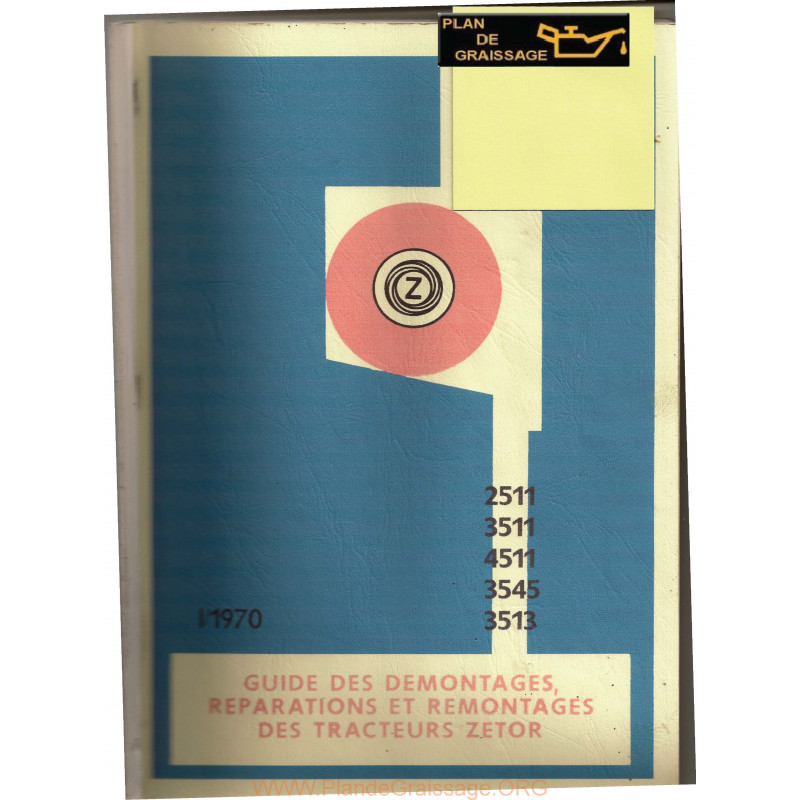 PLAN
DE
GRAISSAGE
Z
2511
3511
4511
3545
3513
I/1970
GUIDE DES DEMONTAGES,
REPARATIONS ET REMONTAGES
DES TRACTEURS ZETOR
www.PlandeGraissage.ORG